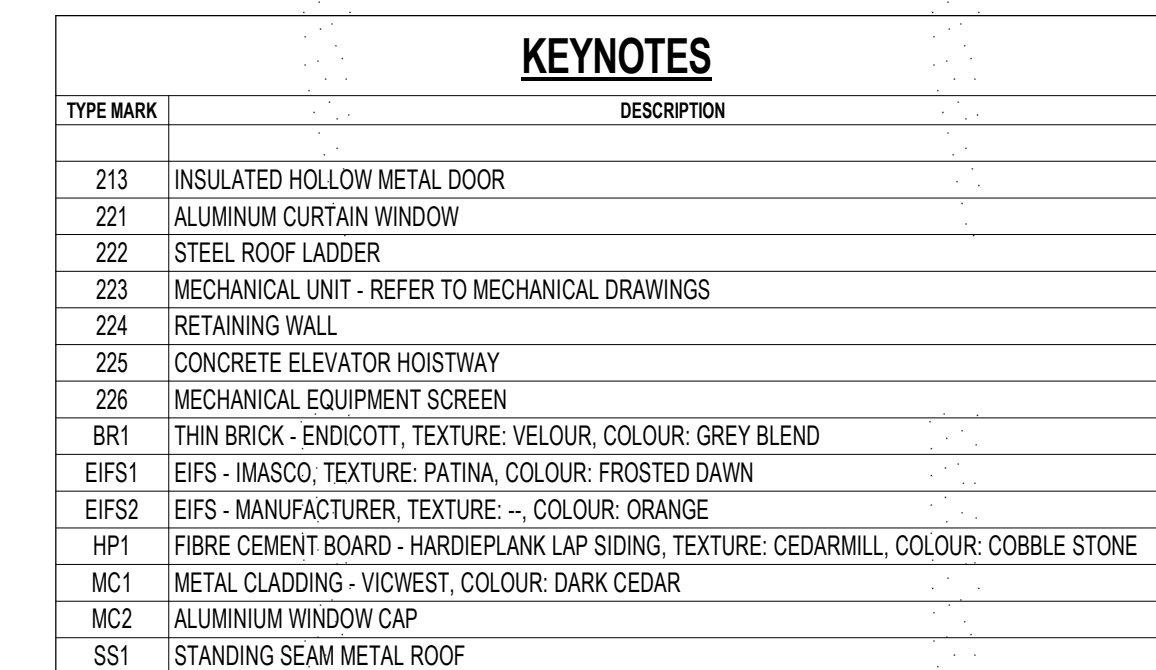 KEYNOTES
TYPE MARK DESCRIPTION
213 INSULATED HOLLOW METAL DOOR
221 ALUMINUM CURTAIN WINDOW
222 STEEL ROOF LADDER
223 MECHANICAL UNIT - REFER TO MECHANICAL DRAWINGS
224 RETAINING WALL
225 CONCRETE ELEVATOR HOISTWAY
226 MECHANICAL EQUIPMENT SCREEN
BR1 THIN BRICK - ENDICOTT, TEXTURE: VELOUR, COLOUR: GREY BLEND
EIFS1 EIFS - IMASCO, TEXTURE: PATINA, COLOUR: FROSTED DAWN
EIFS2 EIFS - MANUFACTURER, TEXTURE: --, COLOUR: ORANGE
HP1 FIBRE CEMENT BOARD - HARDIEPLANK LAP SIDING, TEXTURE: CEDARMILL, COLOUR: COBBLE STONE
MC1 METAL CLADDING - VICWEST, COLOUR: DARK CEDAR
MC2 ALUMINIUM WINDOW CAP
SS1 STANDING SEAM METAL ROOF